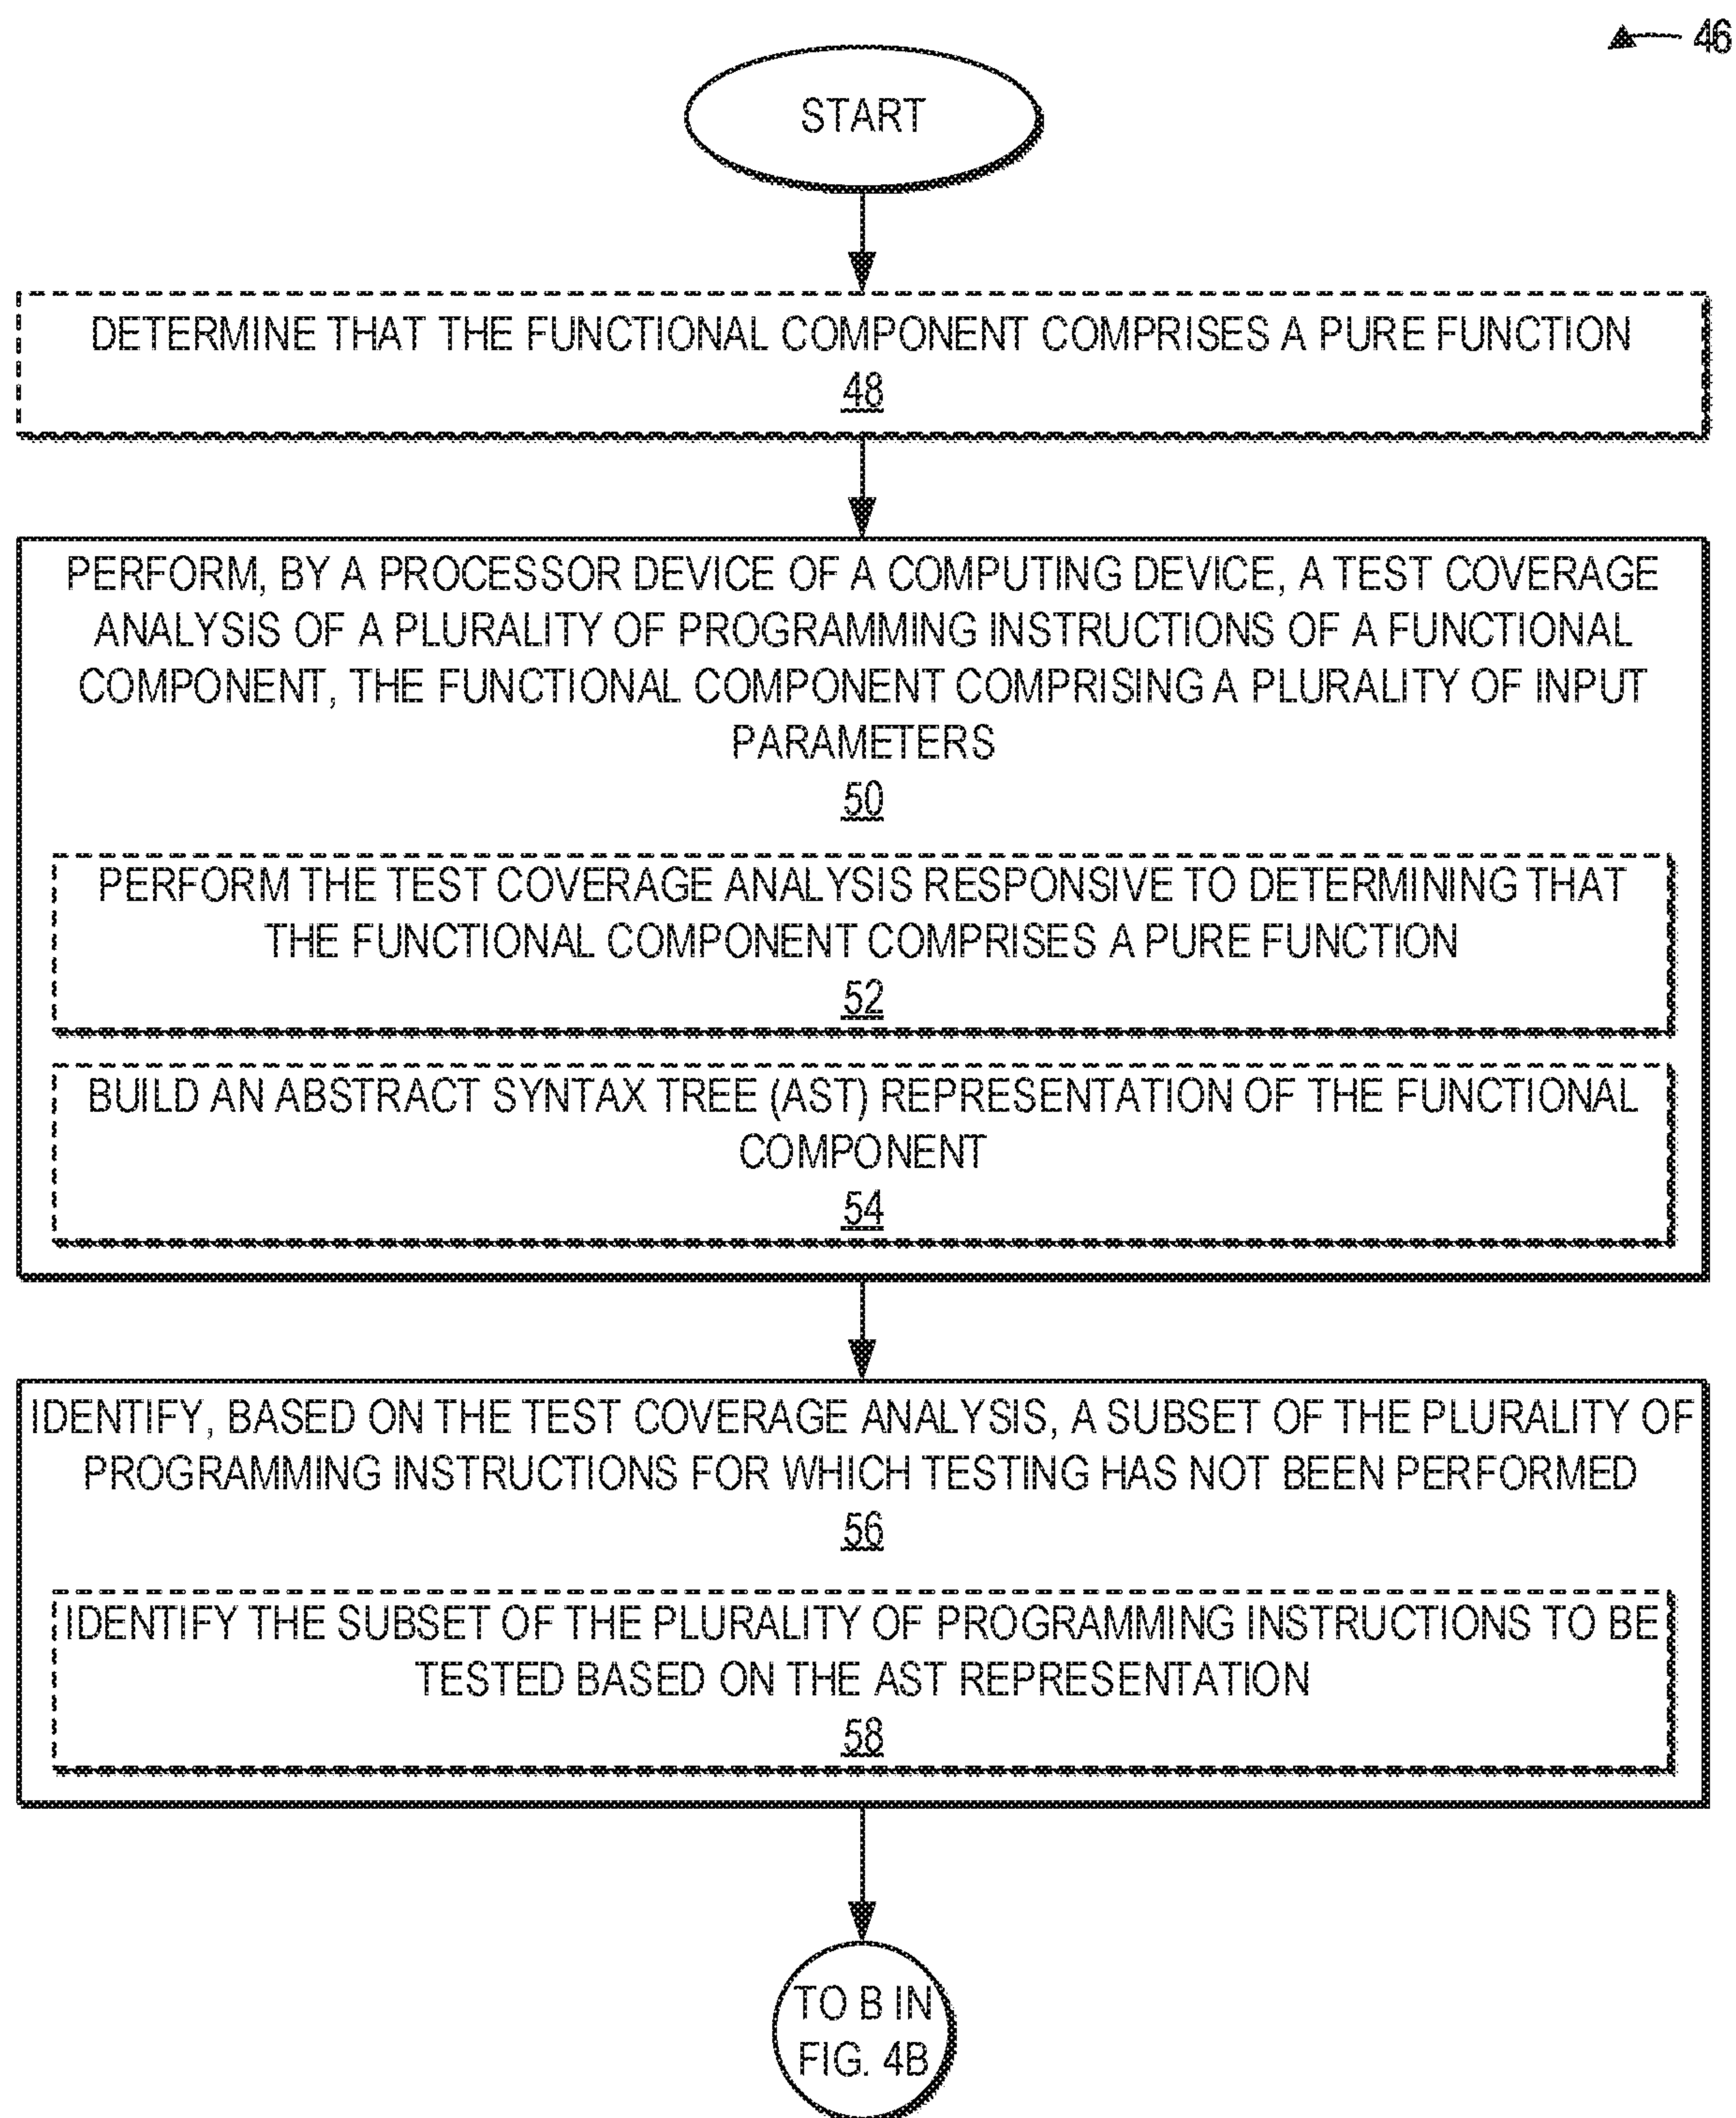 46
START
DETERMINE THAT THE FUNCTIONAL COMPONENT COMPRISES A PURE FUNCTION
48
PERFORM, BY A PROCESSOR DEVICE OF A COMPUTING DEVICE, A TEST COVERAGE
ANALYSIS OF A PLURALITY OF PROGRAMMING INSTRUCTIONS OF A FUNCTIONAL
COMPONENT, THE FUNCTIONAL COMPONENT COMPRISING A PLURALITY OF INPUT
PARAMETERS
50
PERFORM THE TEST COVERAGE ANALYSIS RESPONSIVE TO DETERMINING THAT
THE FUNCTIONAL COMPONENT COMPRISES A PURE FUNCTION
52
BUILD AN ABSTRACT SYNTAX TREE (AST) REPRESENTATION OF THE FUNCTIONAL
COMPONENT
54
IDENTIFY, BASED ON THE TEST COVERAGE ANALYSIS, A SUBSET OF THE PLURALITY OF
PROGRAMMING INSTRUCTIONS FOR WHICH TESTING HAS NOT BEEN PERFORMED
56
IDENTIFY THE SUBSET OF THE PLURALITY OF PROGRAMMING INSTRUCTIONS TO BE
TESTED BASED ON THE AST REPRESENTATION
58
TO B IN
FIG. 4B